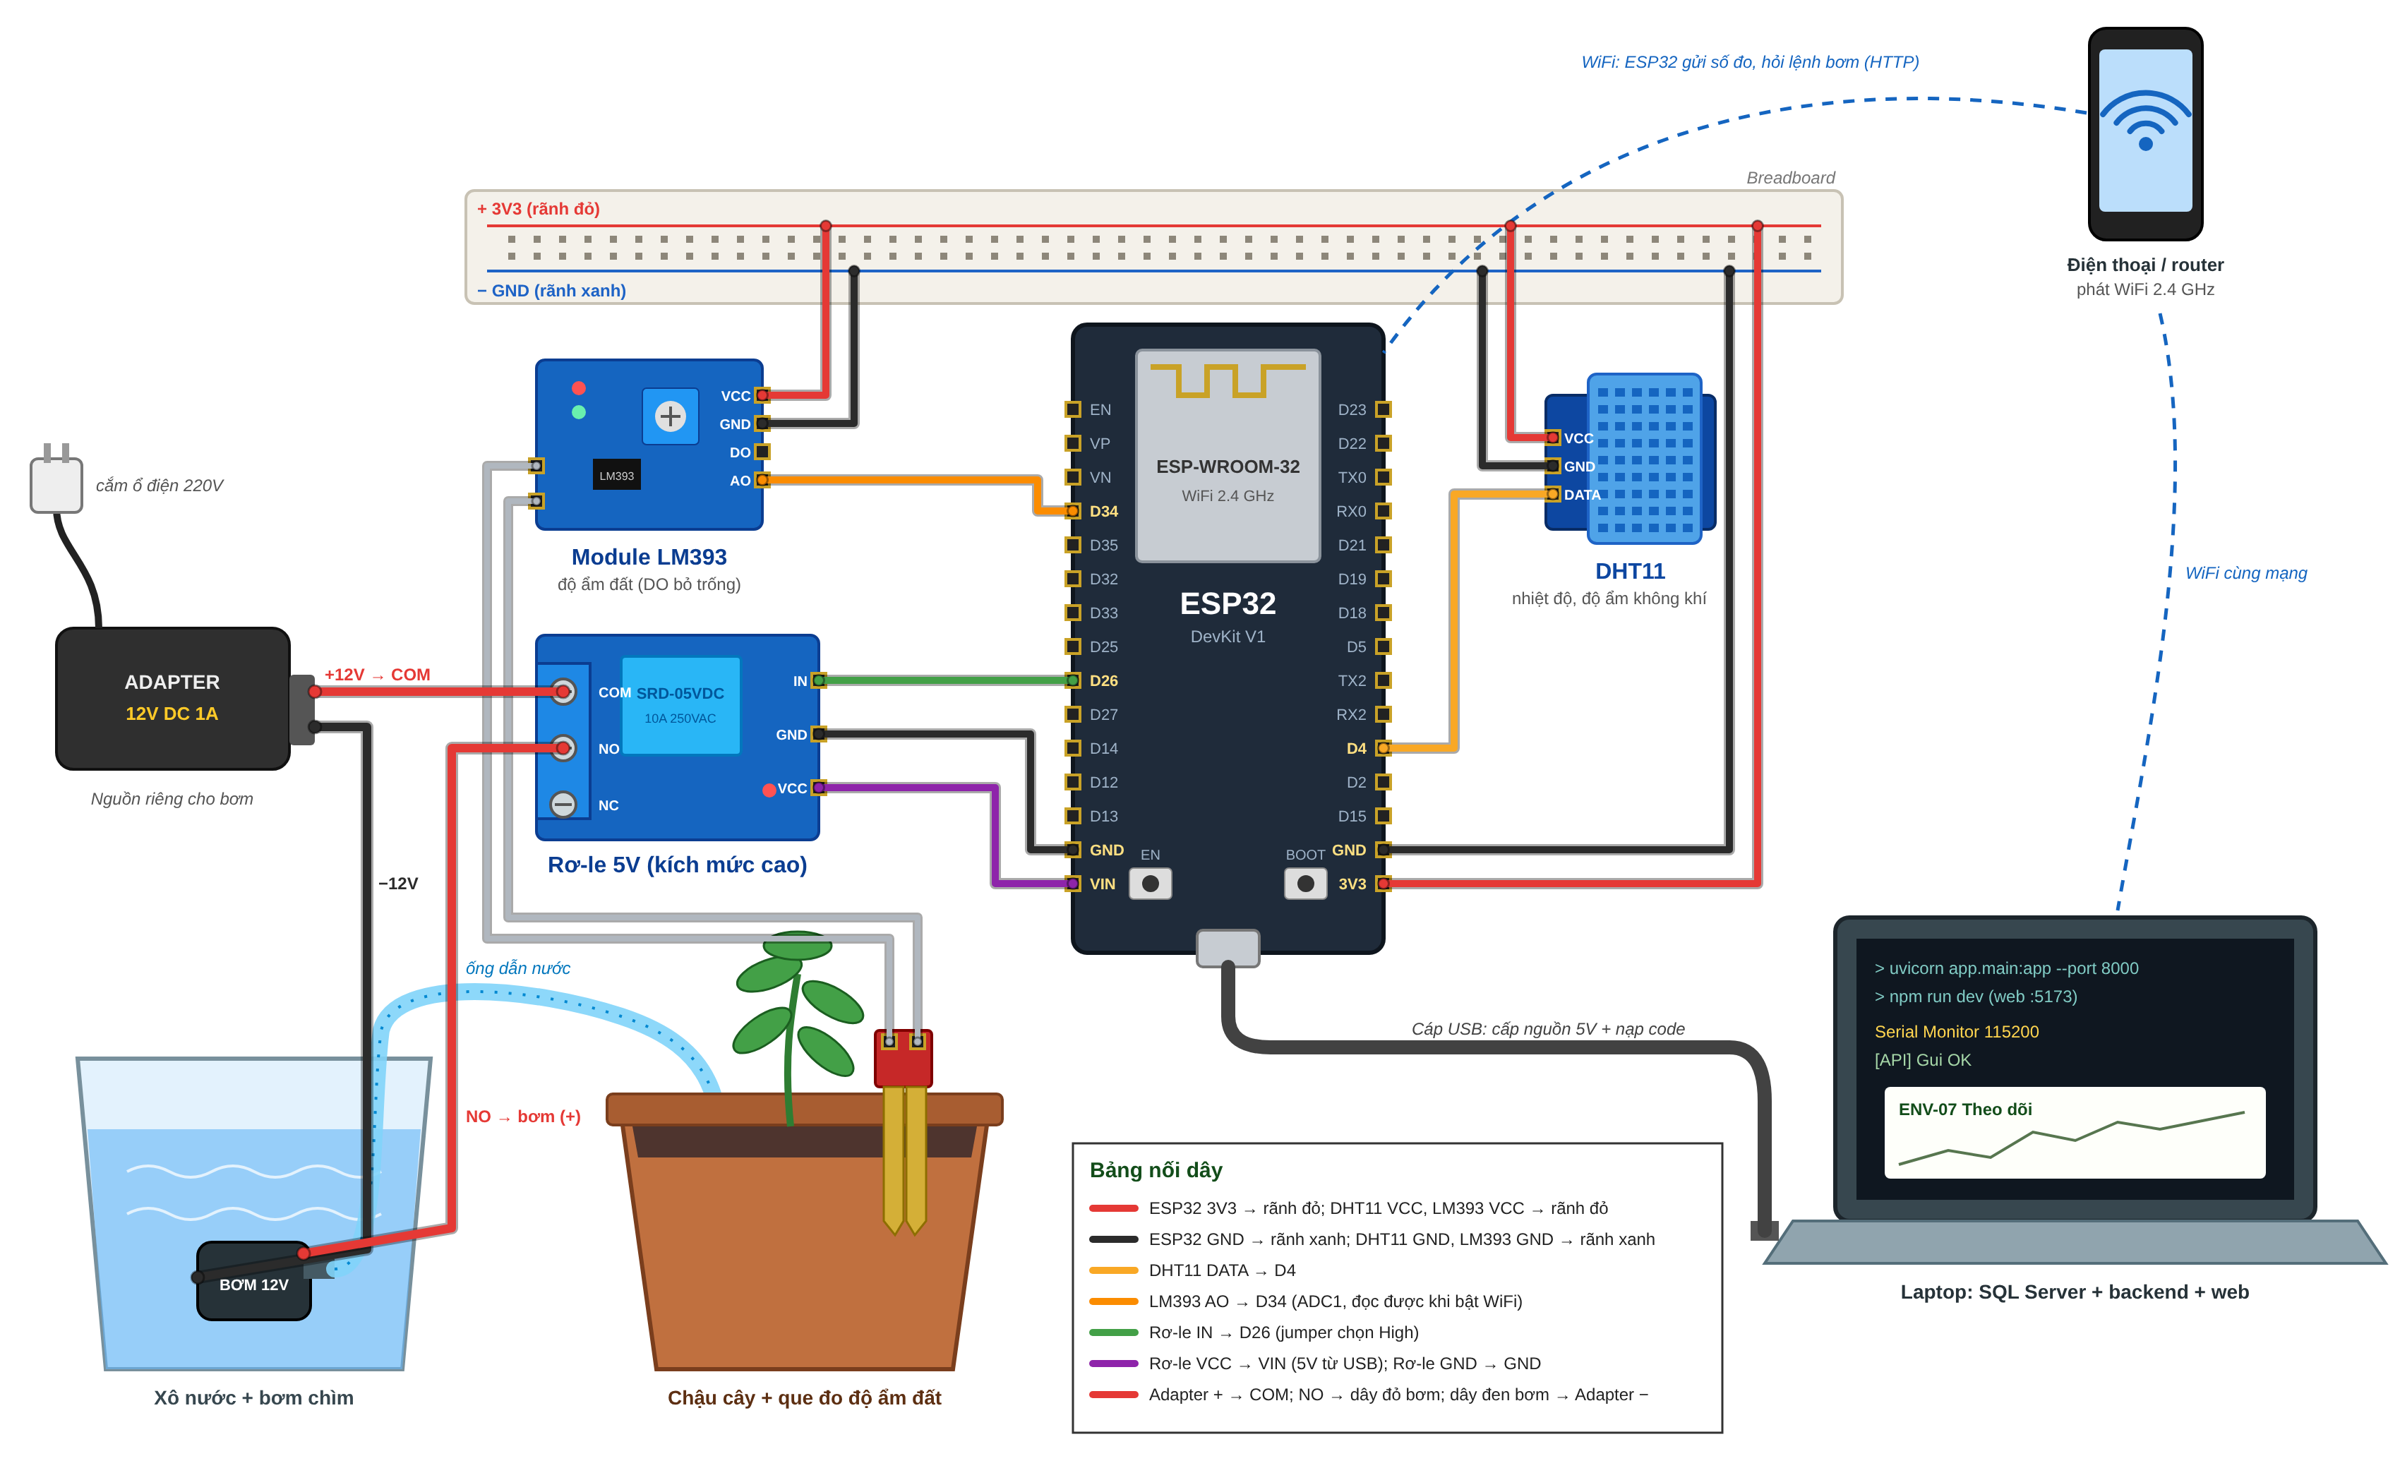 WiFi: ESP32 gửi số đo, hỏi lệnh bơm (HTTP)
Breadboard
+ 3V3 (rãnh đỏ)
− GND (rãnh xanh)
Điện thoại / router
phát WiFi 2.4 GHz
WiFi cùng mạng
cắm ổ điện 220V
ADAPTER
12V DC 1A
Nguồn riêng cho bơm
+12V → COM
−12V
LM393
VCC
GND
DO
AO
Module LM393
độ ẩm đất (DO bỏ trống)
COM
NO
NC
SRD-05VDC
10A 250VAC
IN
GND
VCC
Rơ-le 5V (kích mức cao)
ESP-WROOM-32
WiFi 2.4 GHz
ESP32
DevKit V1
EN
VP
VN
D34
D35
D32
D33
D25
D26
D27
D14
D12
D13
GND
VIN
D23
D22
TX0
RX0
D21
D19
D18
D5
TX2
RX2
D4
D2
D15
GND
3V3
EN
BOOT
VCC
GND
DATA
DHT11
nhiệt độ, độ ẩm không khí
ống dẫn nước
NO → bơm (+)
BƠM 12V
Xô nước + bơm chìm
Chậu cây + que đo độ ẩm đất
Cáp USB: cấp nguồn 5V + nạp code
> uvicorn app.main:app --port 8000
> npm run dev (web :5173)
Serial Monitor 115200
[API] Gui OK
ENV-07 Theo dõi
Laptop: SQL Server + backend + web
Bảng nối dây
ESP32 3V3 → rãnh đỏ; DHT11 VCC, LM393 VCC → rãnh đỏ
ESP32 GND → rãnh xanh; DHT11 GND, LM393 GND → rãnh xanh
DHT11 DATA → D4
LM393 AO → D34 (ADC1, đọc được khi bật WiFi)
Rơ-le IN → D26 (jumper chọn High)
Rơ-le VCC → VIN (5V từ USB); Rơ-le GND → GND
Adapter + → COM; NO → dây đỏ bơm; dây đen bơm → Adapter −